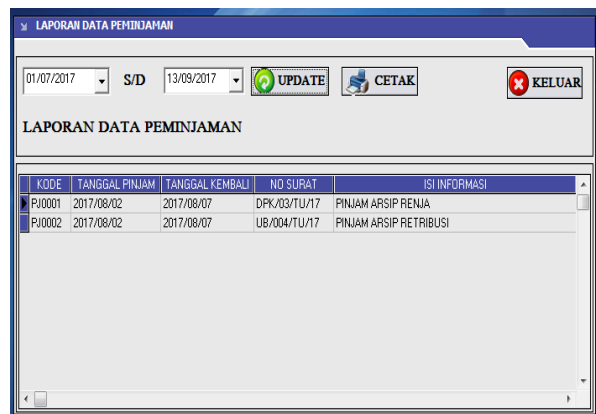 LAPORAN DATA PEMINJAMAN
01/07/2017 S/D 13/09/2017 UPDATE CETAK KELUAR
LAPORAN DATA PEMINJAMAN
KODE TANGGAL PINJAM TANGGAL KEMBALI NO SURAT ISI INFORMASI
PJ0001 2017/08/02 2017/08/07 DPK/03/TU/17 PINJAM ARSIP RENJA
PJ0002 2017/08/02 2017/08/07 UB/004/TU/17 PINJAM ARSIP RETRIBUSI